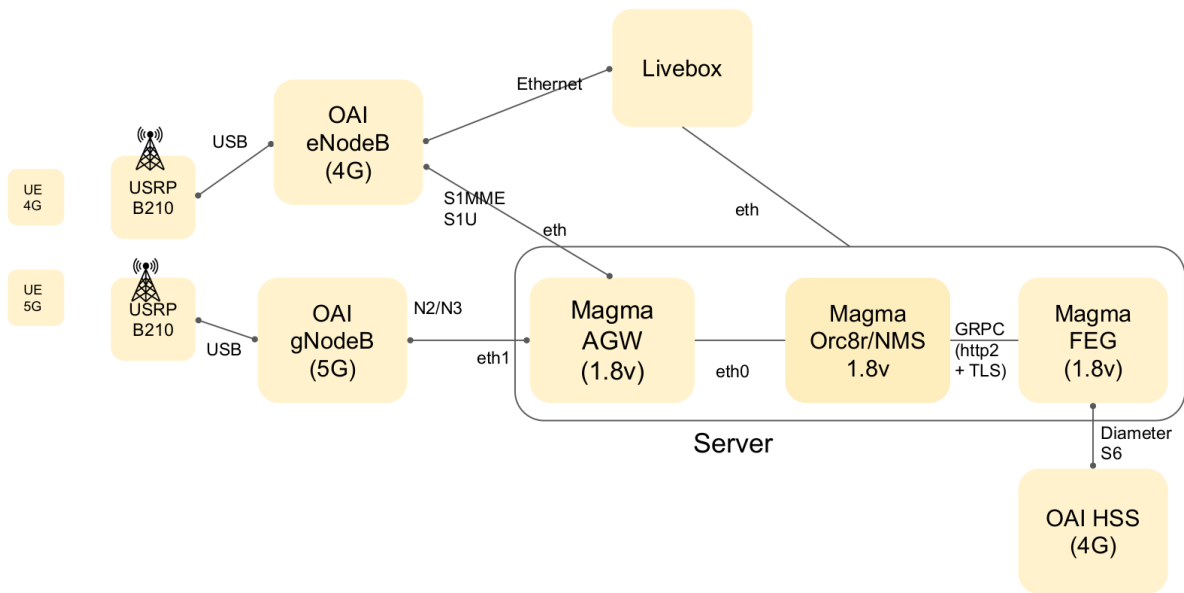 Livebox
Ethernet
OAI
eNodeB
(4G)
USB
UE
4G
USRP
B210
S1MME
S1U
eth
eth
UE
5G
USRP
B210
USB
OAI
gNodeB
(5G)
N2/N3
eth1
Magma
AGW
(1.8v)
eth0
Magma
Orc8r/NMS
1.8v
GRPC
(http2
+ TLS)
Magma
FEG
(1.8v)
Server
Diameter
S6
OAI HSS
(4G)